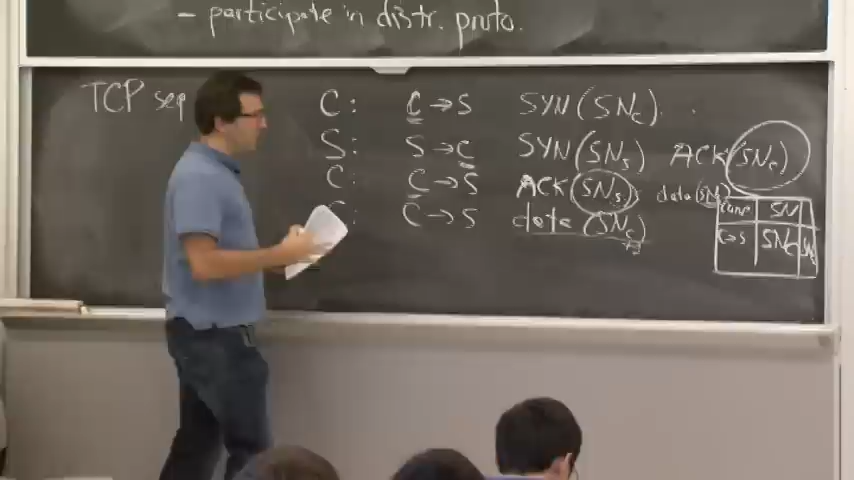 - participate in distr. proto.
TCP seq
C: C → S SYN(SNc)
S: S → C SYN(SNs) ACK(SNc)
C: C → S ACK(SNs) data(SNc)
C → S data(SNc)
conn SN
C→S SNc SNs